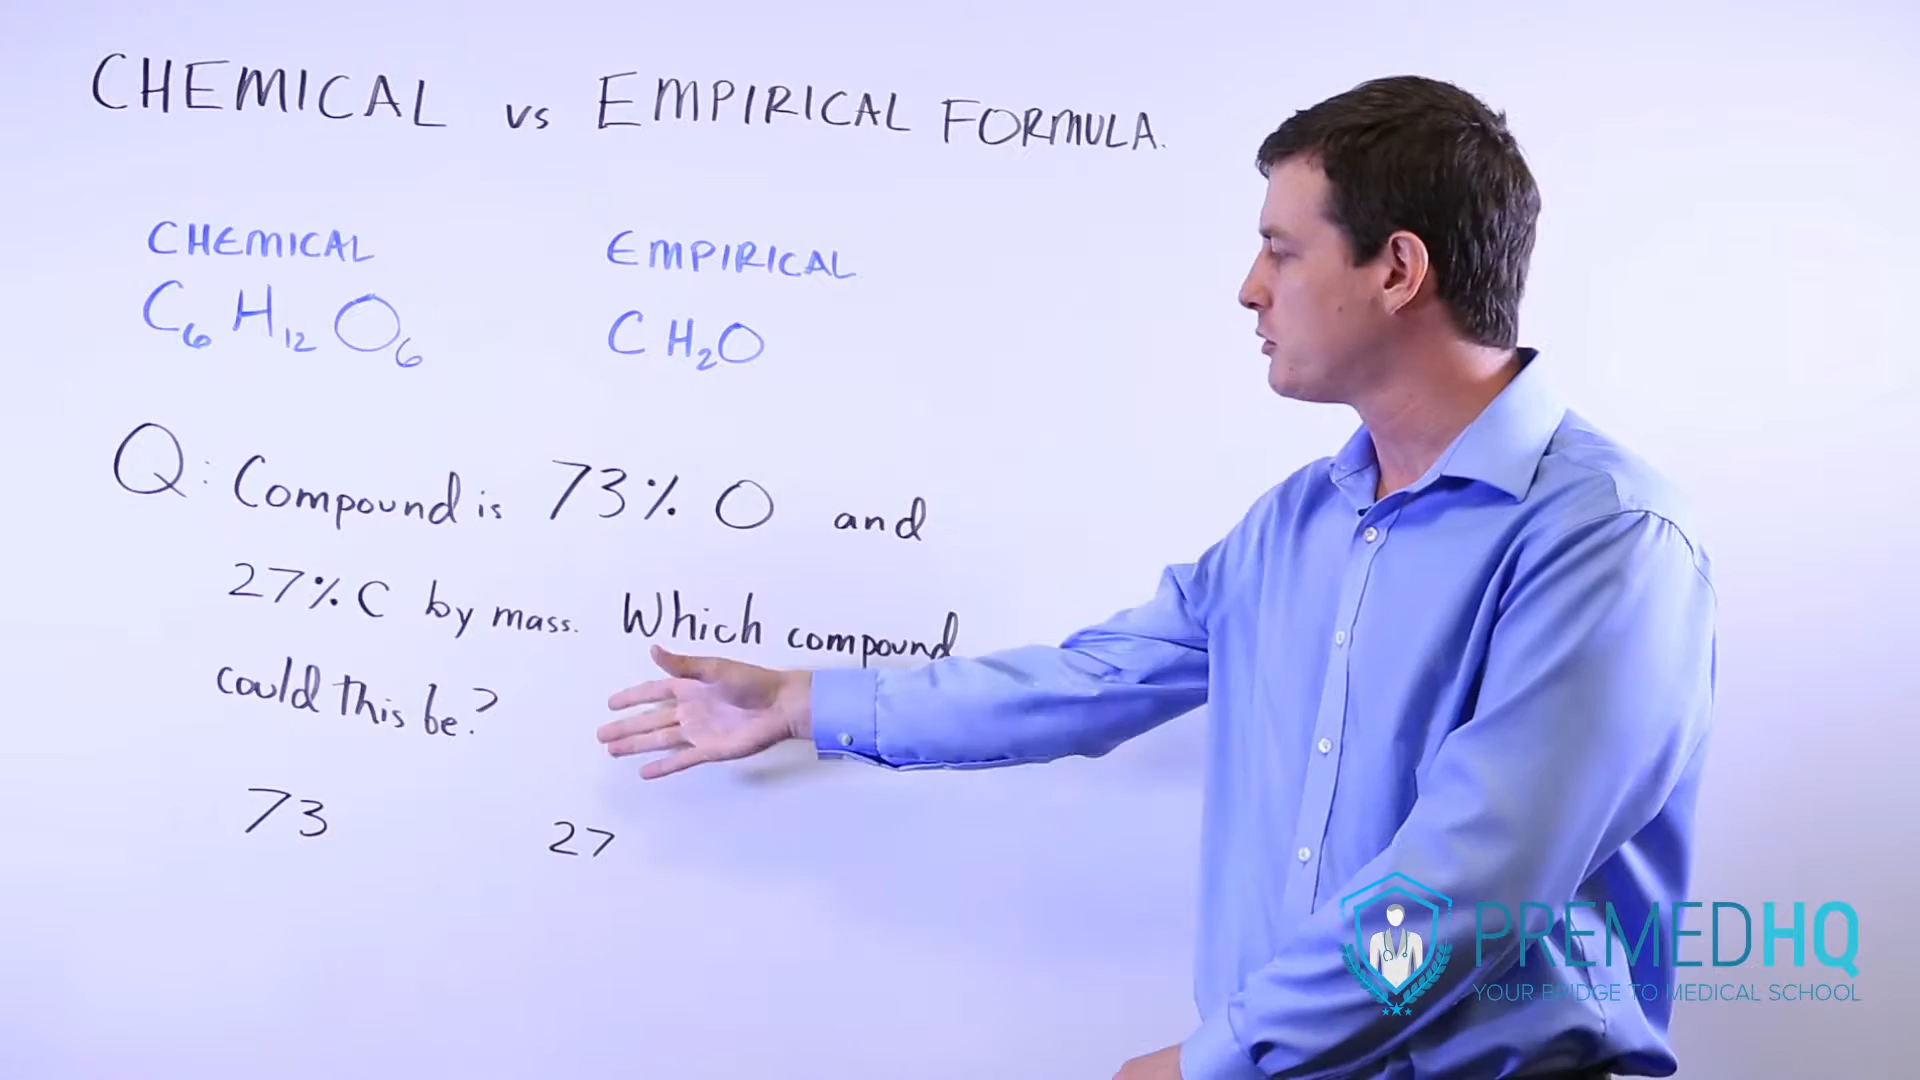 CHEMICAL vs EMPIRICAL FORMULA.
CHEMICAL EMPIRICAL
C₆H₁₂O₆ CH₂O
Q: Compound is 73% O and
27% C by mass. Which compound
could this be?
73 27
PREMEDHQ
YOUR BRIDGE TO MEDICAL SCHOOL